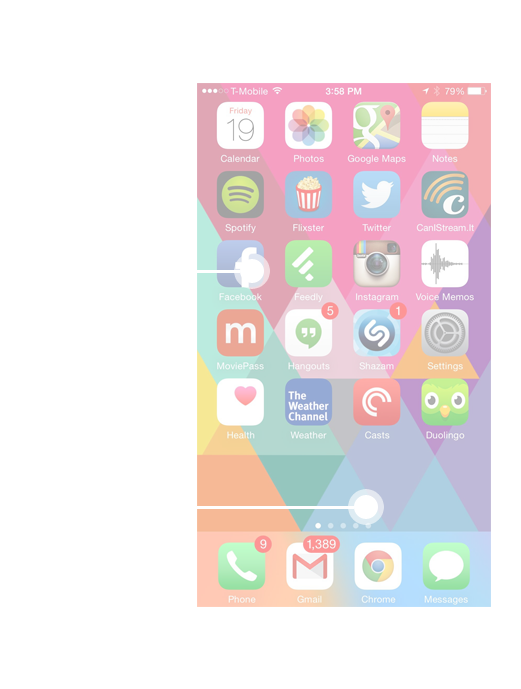 T-Mobile 3:58 PM 79%
Friday
19
Calendar Photos Google Maps Notes
Spotify Flixster Twitter CanIStream.It
Facebook Feedly Instagram Voice Memos
5 1
m
MoviePass Hangouts Shazam Settings
The
Weather
Channel
Health Weather Casts Duolingo
9 1,389
Phone Gmail Chrome Messages